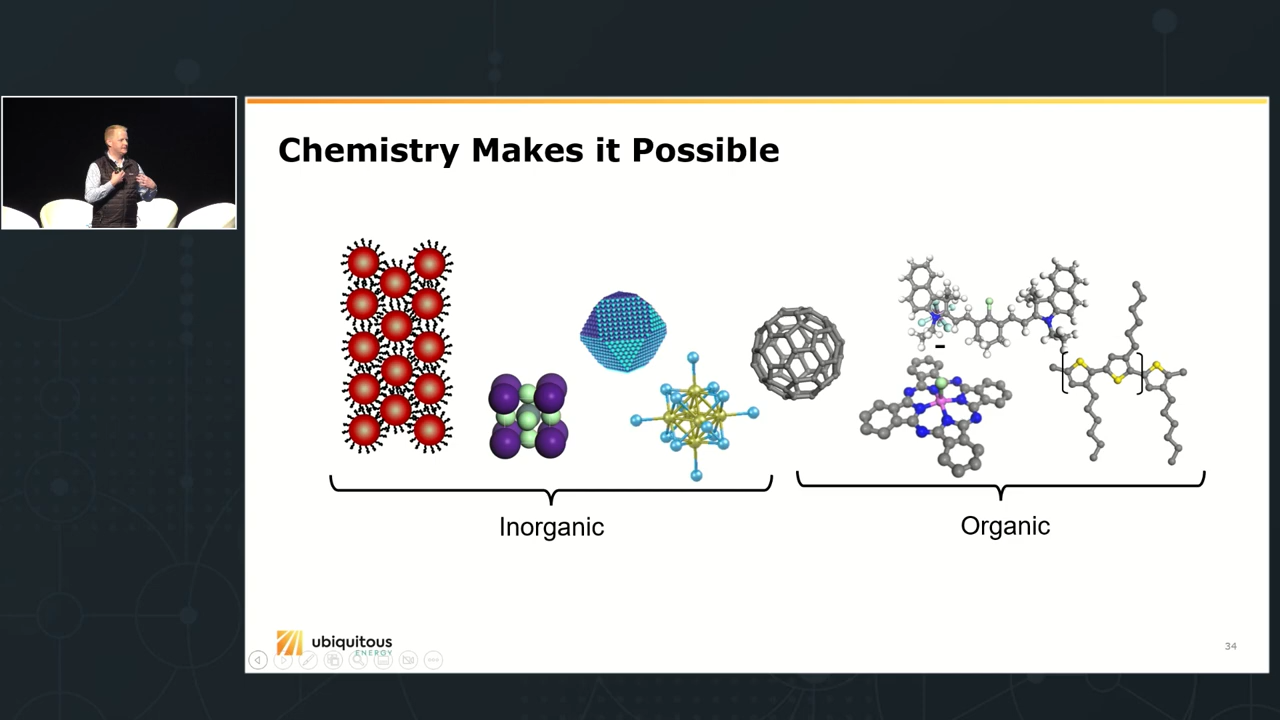 Chemistry Makes it Possible
Inorganic
Organic
ubiquitous
ENERGY
34